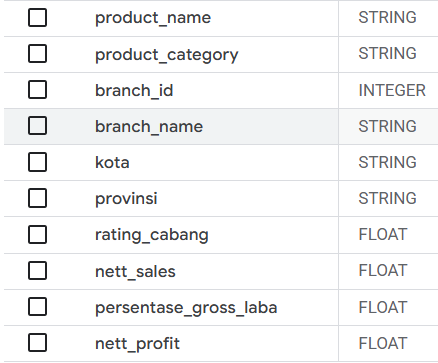 product_name STRING
product_category STRING
branch_id INTEGER
branch_name STRING
kota STRING
provinsi STRING
rating_cabang FLOAT
nett_sales FLOAT
persentase_gross_laba FLOAT
nett_profit FLOAT